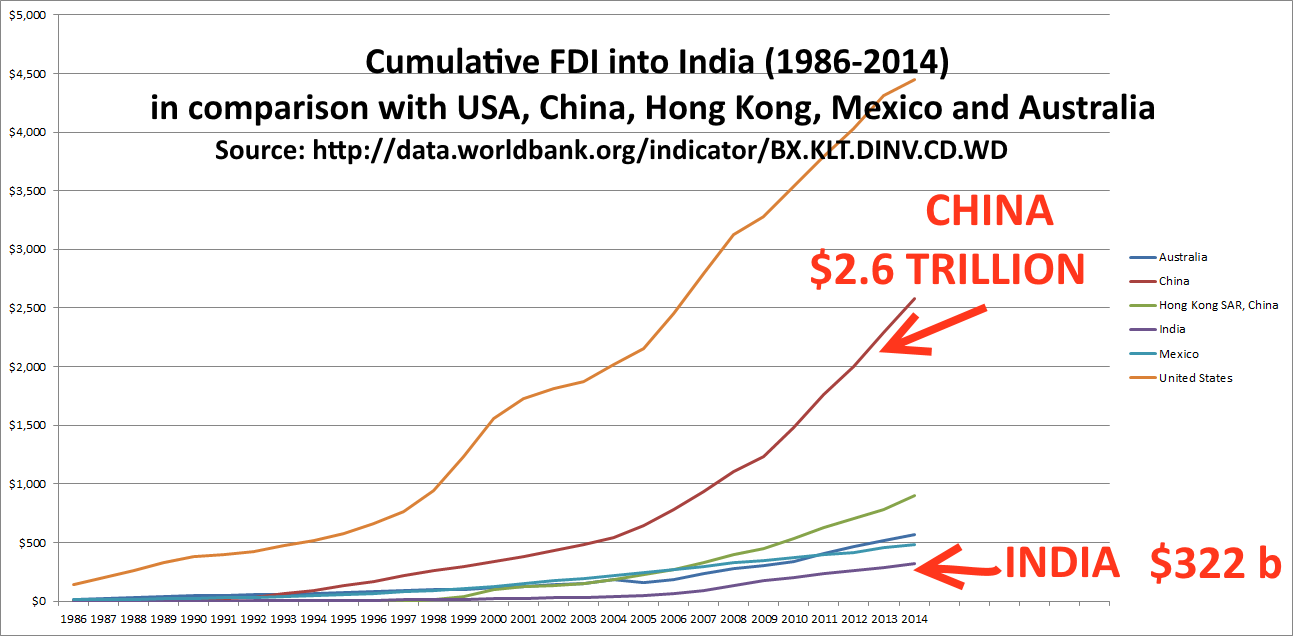 $5,000
$4,500
$4,000
$3,500
$3,000
$2,500
$2,000
$1,500
$1,000
$500
$0
Cumulative FDI into India (1986-2014)
in comparison with USA, China, Hong Kong, Mexico and Australia
Source: http://data.worldbank.org/indicator/BX.KLT.DINV.CD.WD
CHINA
$2.6 TRILLION
Australia
China
Hong Kong SAR, China
India
Mexico
United States
INDIA $322 b
1986 1987 1988 1989 1990 1991 1992 1993 1994 1995 1996 1997 1998 1999 2000 2001 2002 2003 2004 2005 2006 2007 2008 2009 2010 2011 2012 2013 2014